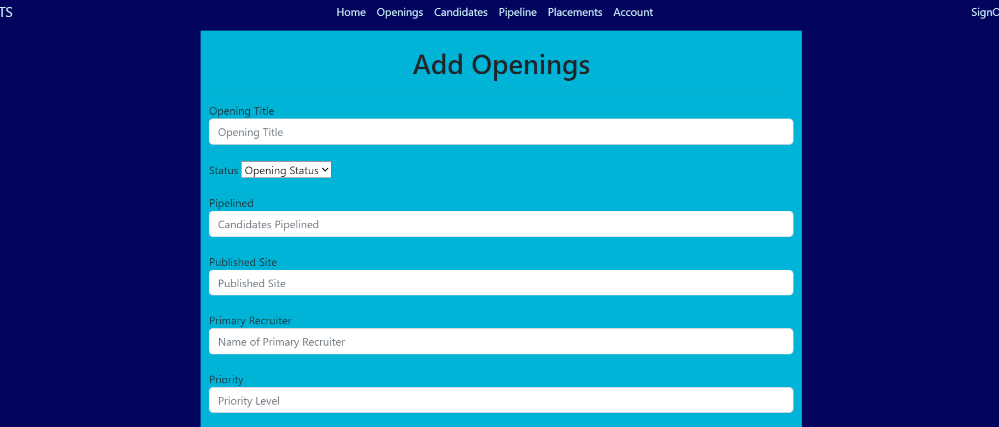 TS Home Openings Candidates Pipeline Placements Account SignO
Add Openings
Opening Title
Opening Title
Status Opening Status
Pipelined
Candidates Pipelined
Published Site
Published Site
Primary Recruiter
Name of Primary Recruiter
Priority
Priority Level